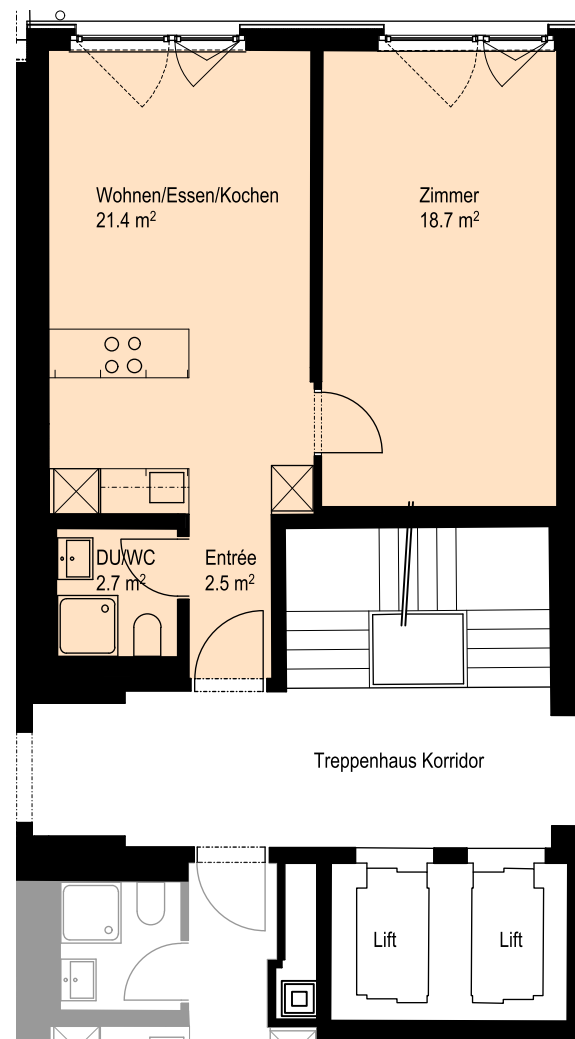 Wohnen/Essen/Kochen
21.4 m²
Zimmer
18.7 m²
DU/WC
2.7 m²
Entrée
2.5 m²
Treppenhaus Korridor
Lift
Lift